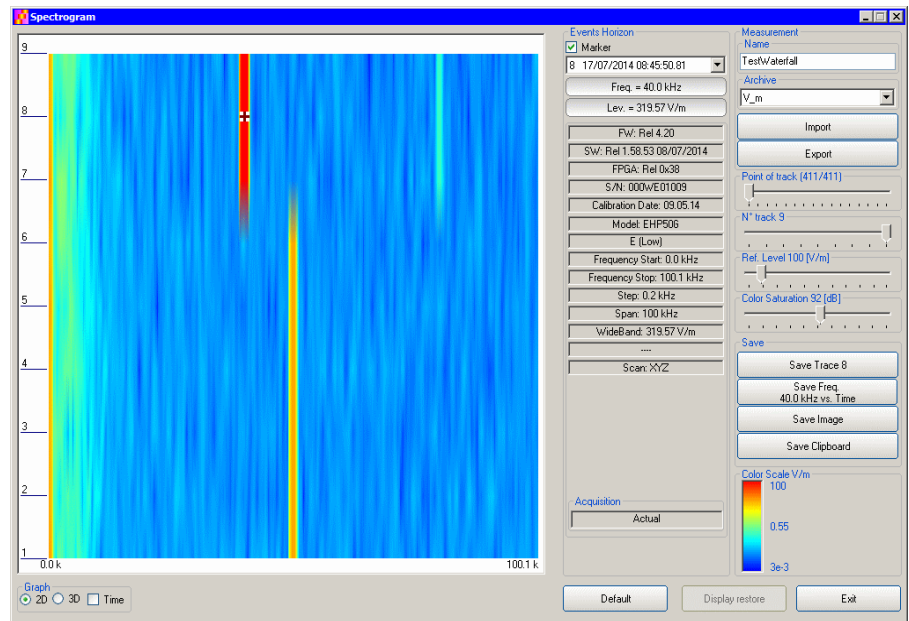 Spectrogram
9
8
7
6
5
4
3
2
1
0.0 k
100.1 k
Graph
2D
3D
Time
Events Horizon
Marker
8 17/07/2014 08:45:50.81
Freq. = 40.0 kHz
Lev. = 319.57 V/m
FW: Rel 4.20
SW: Rel 1.58.53 08/07/2014
FPGA: Rel 0x38
S/N: 000WE01009
Calibration Date: 09.05.14
Model: EHP506
E (Low)
Frequency Start: 0.0 kHz
Frequency Stop: 100.1 kHz
Step: 0.2 kHz
Span: 100 kHz
WideBand: 319.57 V/m
----
Scan: XYZ
Acquisition
Actual
Measurement
Name
TestWaterfall
Archive
V_m
Import
Export
Point of track (411/411)
N° track 9
Ref. Level 100 [V/m]
Color Saturation 92 [dB]
Save
Save Trace 8
Save Freq.
40.0 kHz vs. Time
Save Image
Save Clipboard
Color Scale V/m
100
0.55
3e-3
Default
Display restore
Exit